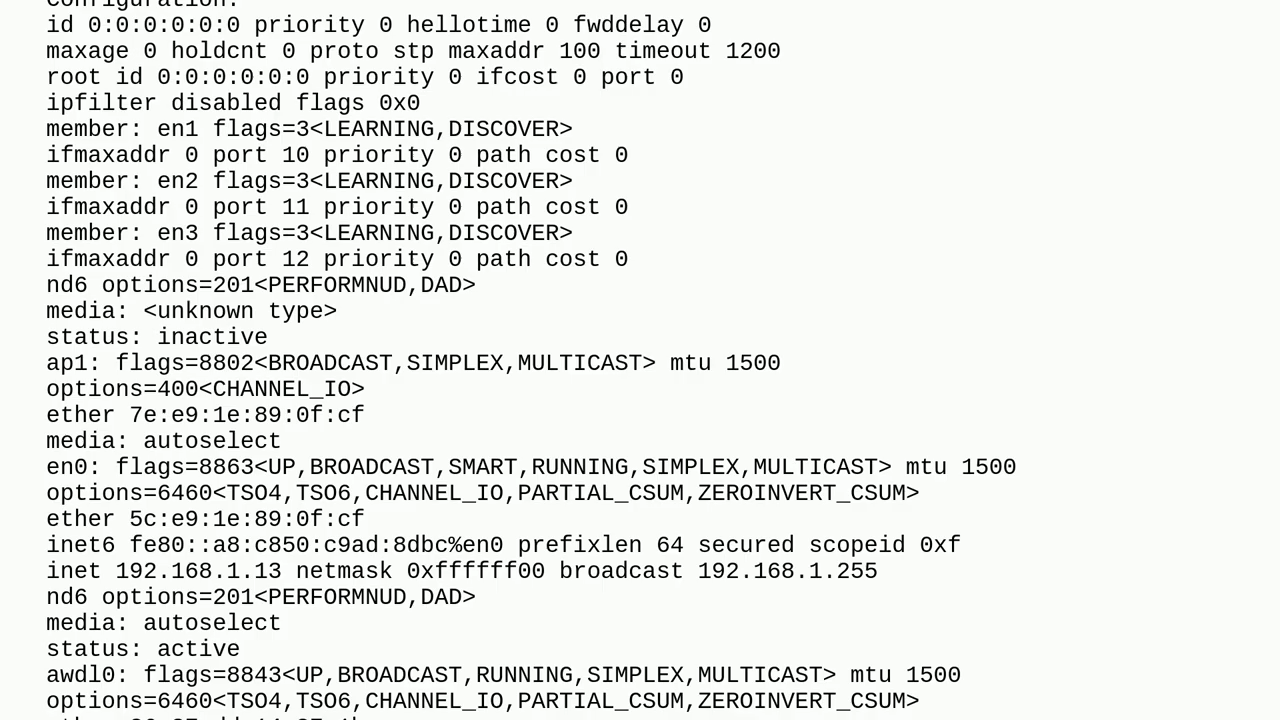 Configuration:
id 0:0:0:0:0:0 priority 0 hellotime 0 fwddelay 0
maxage 0 holdcnt 0 proto stp maxaddr 100 timeout 1200
root id 0:0:0:0:0:0 priority 0 ifcost 0 port 0
ipfilter disabled flags 0x0
member: en1 flags=3<LEARNING,DISCOVER>
ifmaxaddr 0 port 10 priority 0 path cost 0
member: en2 flags=3<LEARNING,DISCOVER>
ifmaxaddr 0 port 11 priority 0 path cost 0
member: en3 flags=3<LEARNING,DISCOVER>
ifmaxaddr 0 port 12 priority 0 path cost 0
nd6 options=201<PERFORMNUD,DAD>
media: <unknown type>
status: inactive
ap1: flags=8802<BROADCAST,SIMPLEX,MULTICAST> mtu 1500
options=400<CHANNEL_IO>
ether 7e:e9:1e:89:0f:cf
media: autoselect
en0: flags=8863<UP,BROADCAST,SMART,RUNNING,SIMPLEX,MULTICAST> mtu 1500
options=6460<TSO4,TSO6,CHANNEL_IO,PARTIAL_CSUM,ZEROINVERT_CSUM>
ether 5c:e9:1e:89:0f:cf
inet6 fe80::a8:c850:c9ad:8dbc%en0 prefixlen 64 secured scopeid 0xf
inet 192.168.1.13 netmask 0xffffff00 broadcast 192.168.1.255
nd6 options=201<PERFORMNUD,DAD>
media: autoselect
status: active
awdl0: flags=8843<UP,BROADCAST,RUNNING,SIMPLEX,MULTICAST> mtu 1500
options=6460<TSO4,TSO6,CHANNEL_IO,PARTIAL_CSUM,ZEROINVERT_CSUM>